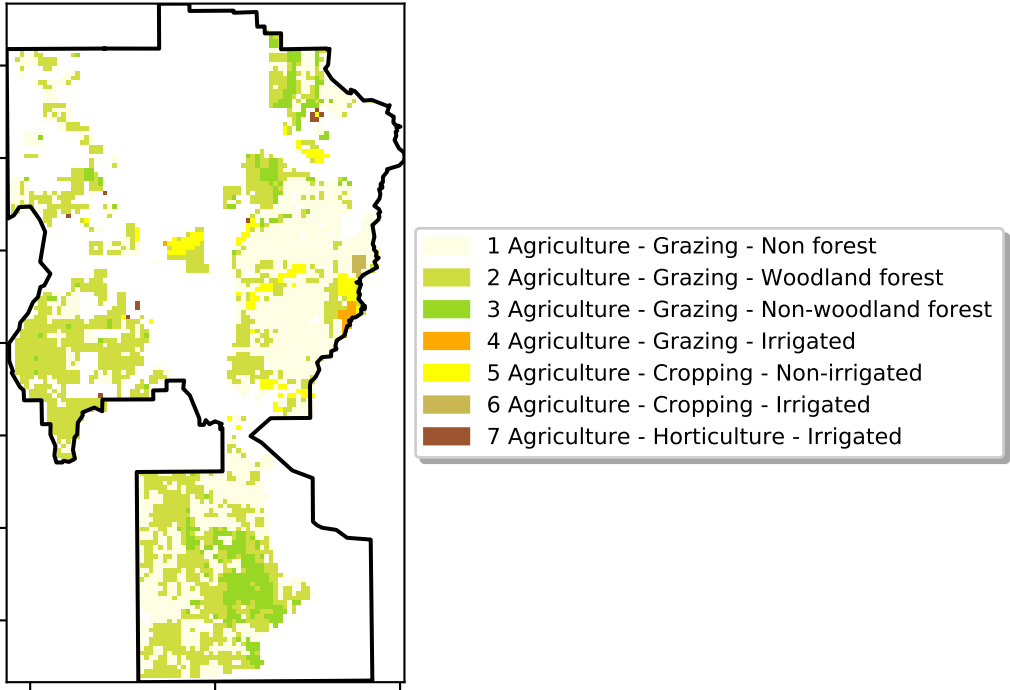 1 Agriculture - Grazing - Non forest
2 Agriculture - Grazing - Woodland forest
3 Agriculture - Grazing - Non-woodland forest
4 Agriculture - Grazing - Irrigated
5 Agriculture - Cropping - Non-irrigated
6 Agriculture - Cropping - Irrigated
7 Agriculture - Horticulture - Irrigated